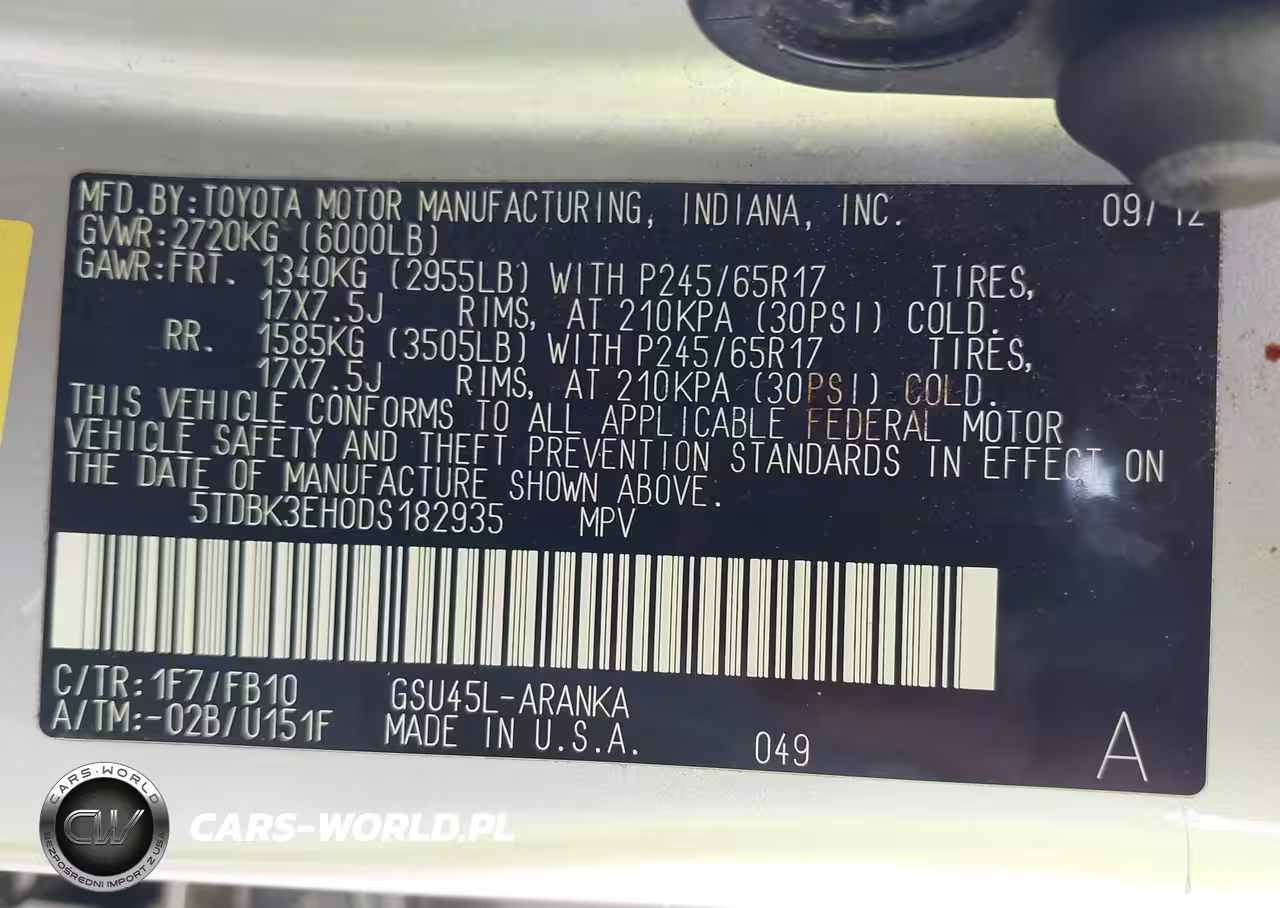 MFD.BY:TOYOTA MOTOR MANUFACTURING, INDIANA, INC. 09/12
GVWR:2720KG (6000LB)
GAWR:FRT. 1340KG (2955LB) WITH P245/65R17 TIRES,
17X7.5J RIMS, AT 210KPA (30PSI) COLD.
RR. 1585KG (3505LB) WITH P245/65R17 TIRES,
17X7.5J RIMS, AT 210KPA (30PSI) COLD.
THIS VEHICLE CONFORMS TO ALL APPLICABLE FEDERAL MOTOR
VEHICLE SAFETY AND THEFT PREVENTION STANDARDS IN EFFECT ON
THE DATE OF MANUFACTURE SHOWN ABOVE.
5TDBK3EH0DS182935 MPV
C/TR:1F7/FB10 GSU45L-ARANKA
A/TM:-02B/U151F MADE IN U.S.A. 049 A
CARS-WORLD
CW
BEZPOŚREDNI IMPORT Z USA
CARS-WORLD.PL